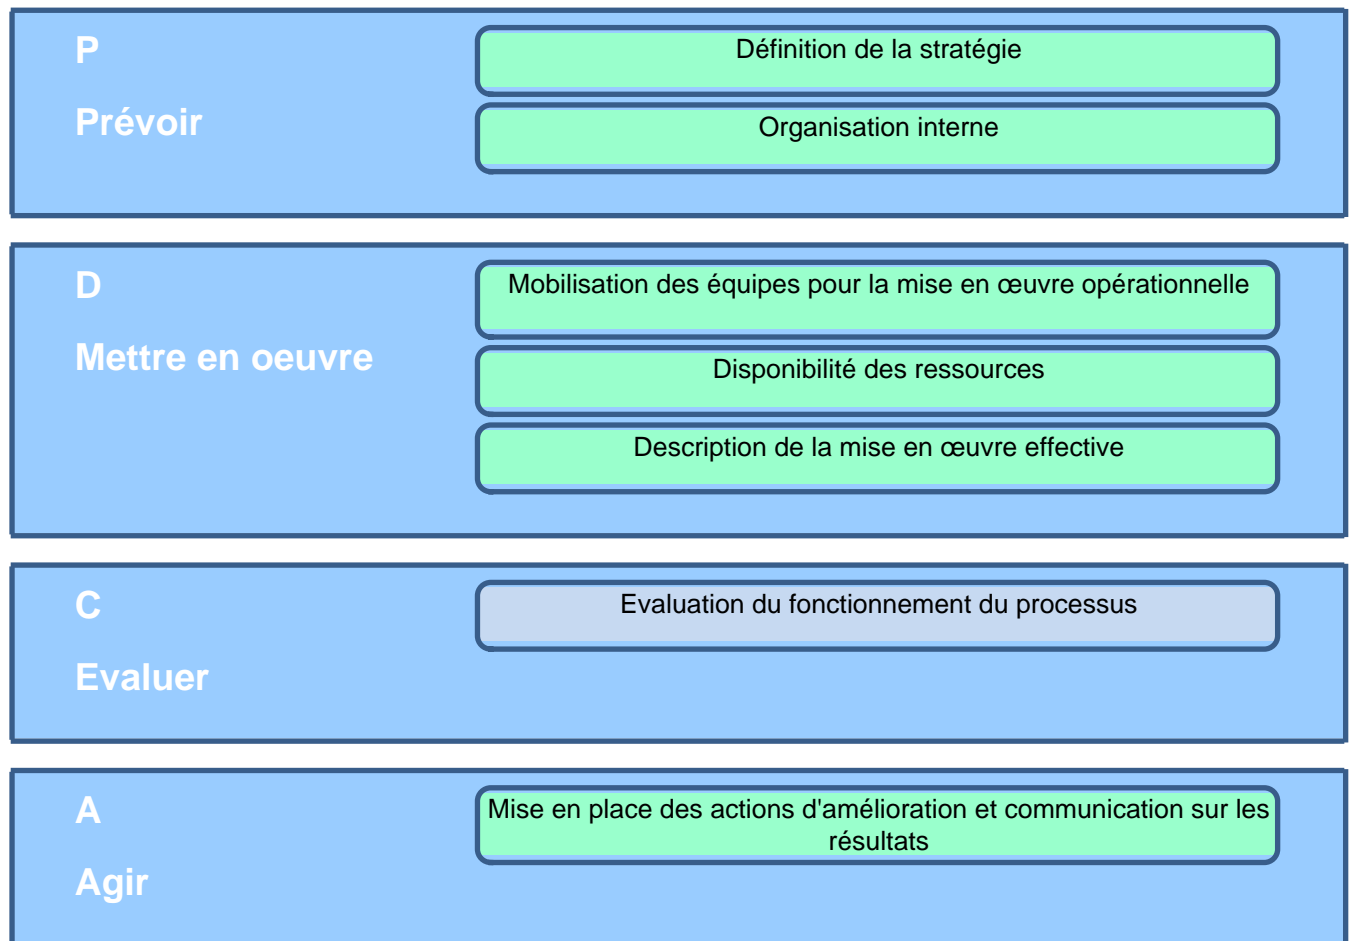 P
Définition de la stratégie
Prévoir
Organisation interne
D
Mobilisation des équipes pour la mise en œuvre opérationnelle
Mettre en oeuvre
Disponibilité des ressources
Description de la mise en œuvre effective
C
Evaluation du fonctionnement du processus
Evaluer
A
Mise en place des actions d'amélioration et communication sur les
résultats
Agir